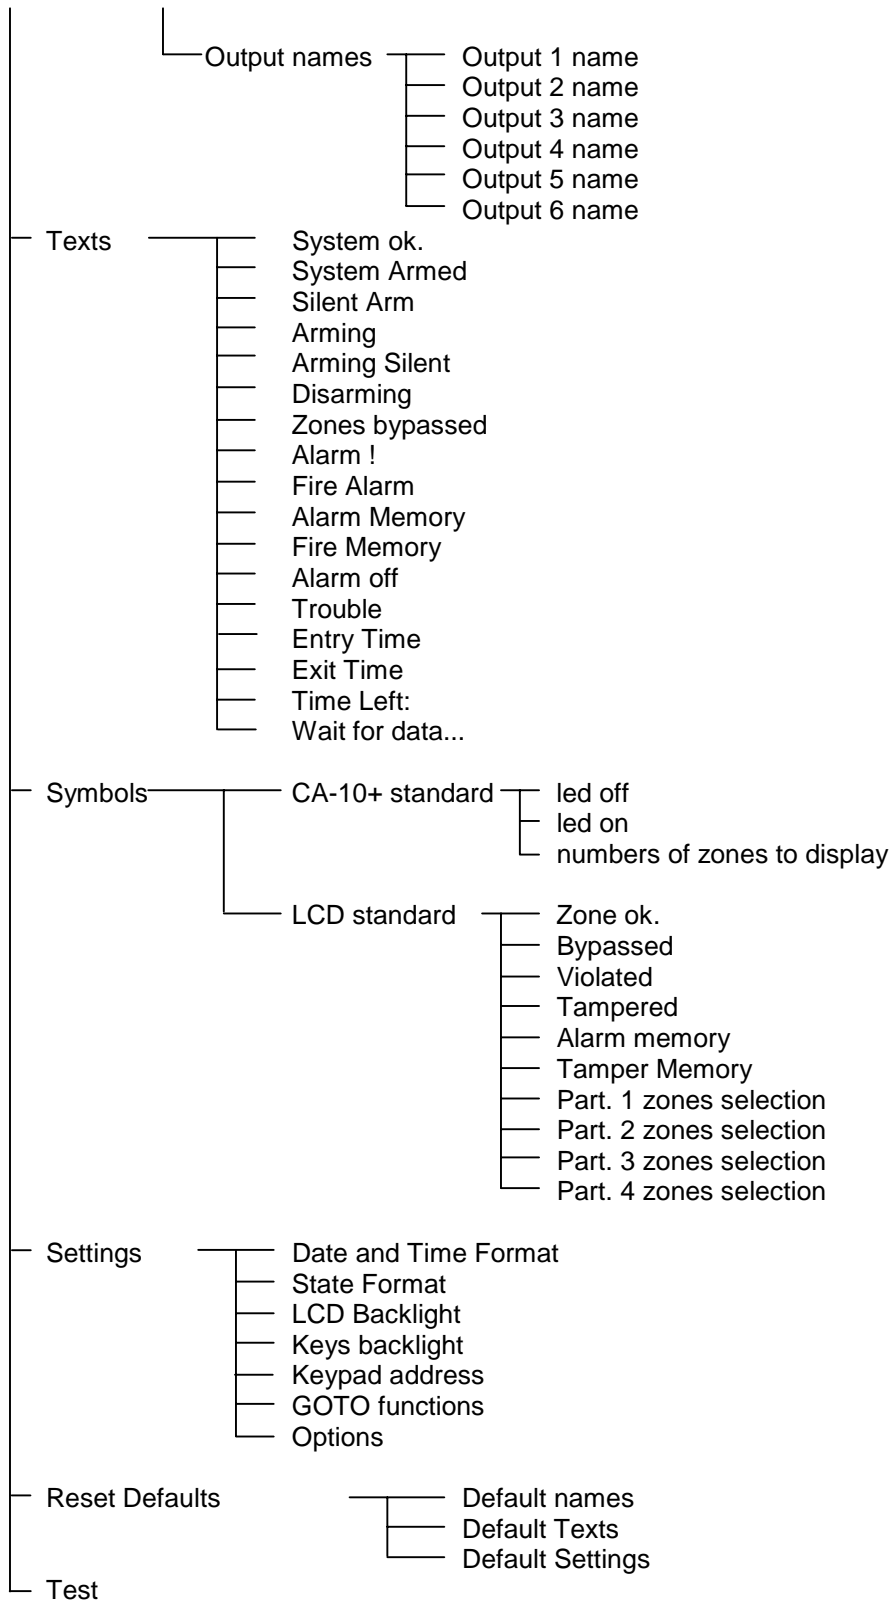 Output names Output 1 name
Output 2 name
Output 3 name
Output 4 name
Output 5 name
Output 6 name
Texts System ok.
System Armed
Silent Arm
Arming
Arming Silent
Disarming
Zones bypassed
Alarm !
Fire Alarm
Alarm Memory
Fire Memory
Alarm off
Trouble
Entry Time
Exit Time
Time Left:
Wait for data...
Symbols CA-10+ standard led off
led on
numbers of zones to display
LCD standard Zone ok.
Bypassed
Violated
Tampered
Alarm memory
Tamper Memory
Part. 1 zones selection
Part. 2 zones selection
Part. 3 zones selection
Part. 4 zones selection
Settings Date and Time Format
State Format
LCD Backlight
Keys backlight
Keypad address
GOTO functions
Options
Reset Defaults Default names
Default Texts
Default Settings
Test